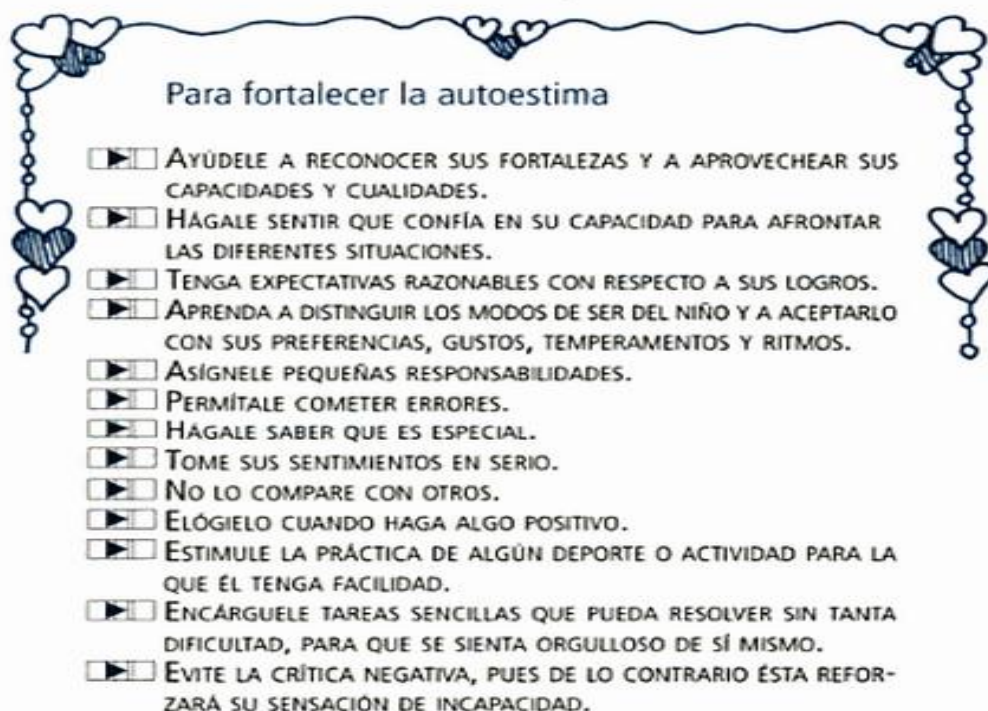 Para fortalecer la autoestima
AYÚDELE A RECONOCER SUS FORTALEZAS Y A APROVECHEAR SUS
CAPACIDADES Y CUALIDADES.
HÁGALE SENTIR QUE CONFÍA EN SU CAPACIDAD PARA AFRONTAR
LAS DIFERENTES SITUACIONES.
TENGA EXPECTATIVAS RAZONABLES CON RESPECTO A SUS LOGROS.
APRENDA A DISTINGUIR LOS MODOS DE SER DEL NIÑO Y A ACEPTARLO
CON SUS PREFERENCIAS, GUSTOS, TEMPERAMENTOS Y RITMOS.
ASÍGNELE PEQUEÑAS RESPONSABILIDADES.
PERMÍTALE COMETER ERRORES.
HÁGALE SABER QUE ES ESPECIAL.
TOME SUS SENTIMIENTOS EN SERIO.
NO LO COMPARE CON OTROS.
ELÓGIELO CUANDO HAGA ALGO POSITIVO.
ESTIMULE LA PRÁCTICA DE ALGÚN DEPORTE O ACTIVIDAD PARA LA
QUE ÉL TENGA FACILIDAD.
ENCÁRGUELE TAREAS SENCILLAS QUE PUEDA RESOLVER SIN TANTA
DIFICULTAD, PARA QUE SE SIENTA ORGULLOSO DE SÍ MISMO.
EVITE LA CRÍTICA NEGATIVA, PUES DE LO CONTRARIO ÉSTA REFOR-
ZARÁ SU SENSACIÓN DE INCAPACIDAD.